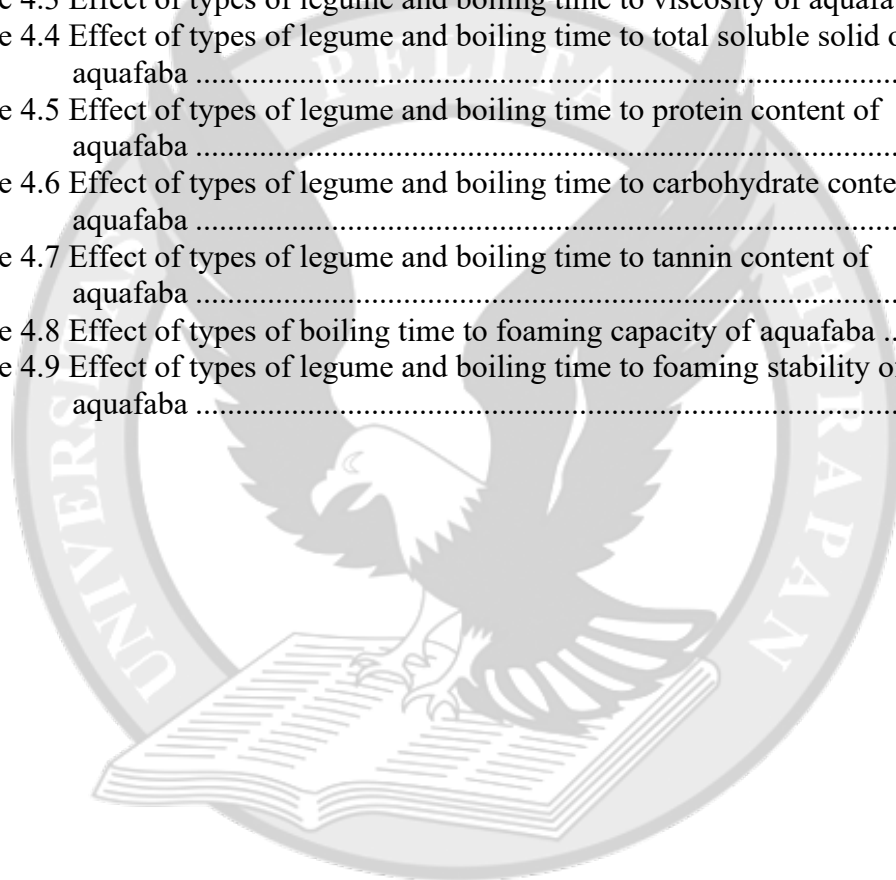 e 4.3 Effect of types of legume and boiling time to viscosity of aquafa
e 4.4 Effect of types of legume and boiling time to total soluble solid o
aquafaba ....................................................................................
e 4.5 Effect of types of legume and boiling time to protein content of
aquafaba ....................................................................................
e 4.6 Effect of types of legume and boiling time to carbohydrate conte
aquafaba ....................................................................................
e 4.7 Effect of types of legume and boiling time to tannin content of
aquafaba ....................................................................................
e 4.8 Effect of types of boiling time to foaming capacity of aquafaba ..
e 4.9 Effect of types of legume and boiling time to foaming stability of
aquafaba ....................................................................................
UNIVERSITAS PELITA HARAPAN